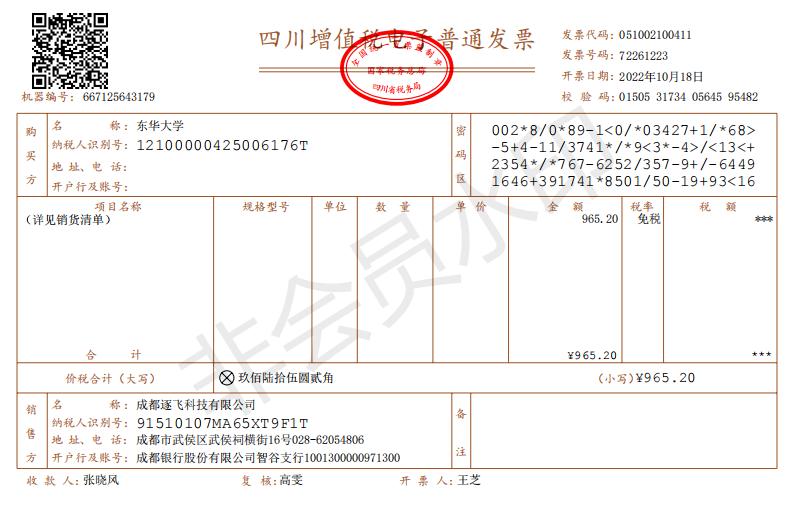 四川增值税电子普通发票
全国统一发票监制章
国家税务总局
四川省税务局
发票代码：051002100411
发票号码：72261223
开票日期：2022年10月18日
校 验 码：01505 31734 05645 95482
机器编号：667125643179
购买方
名 称：东华大学
纳税人识别号：12100000425006176T
地 址、电 话：
开户行及账号：
密码区
002*8/0*89-1<0/*03427+1/*68>
-5+4-11/3741*/*9<3*-4>/<13<+
2354*/*767-6252/357-9+/-6449
1646+391741*8501/50-19+93<16
项目名称 规格型号 单位 数 量 单 价 金 额 税率 税 额
（详见销货清单） 965.20 免税 ***
合 计 ¥965.20 ***
价税合计（大写） ⊗玖佰陆拾伍圆贰角 （小写）¥965.20
销售方
名 称：成都逐飞科技有限公司
纳税人识别号：91510107MA65XT9F1T
地 址、电 话：成都市武侯区武侯祠横街16号028-62054806
开户行及账号：成都银行股份有限公司智谷支行1001300000971300
备注
收 款 人：张晓风 复 核：高雯 开 票 人：王芝
非会员水印